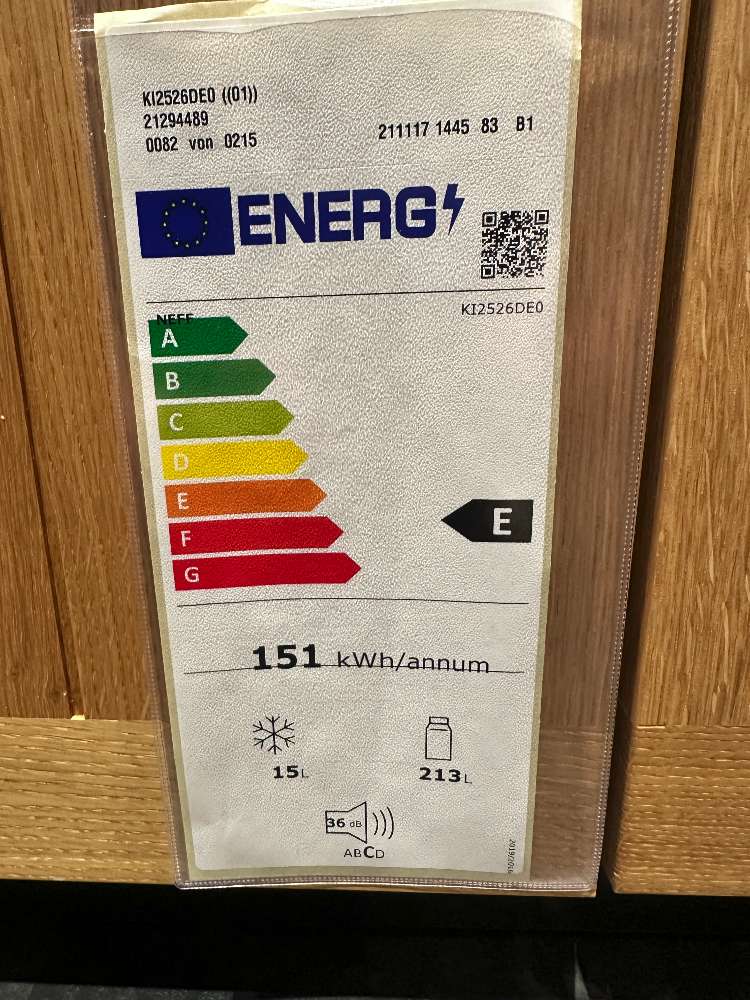 KI2526DE0 ((01))
21294489
0082 von 0215
211117 1445 83 B1
ENERG
KI2526DE0
NEFF
A
B
C
D
E
F
G
E
151 kWh/annum
15L
213L
36 dB
ABCD